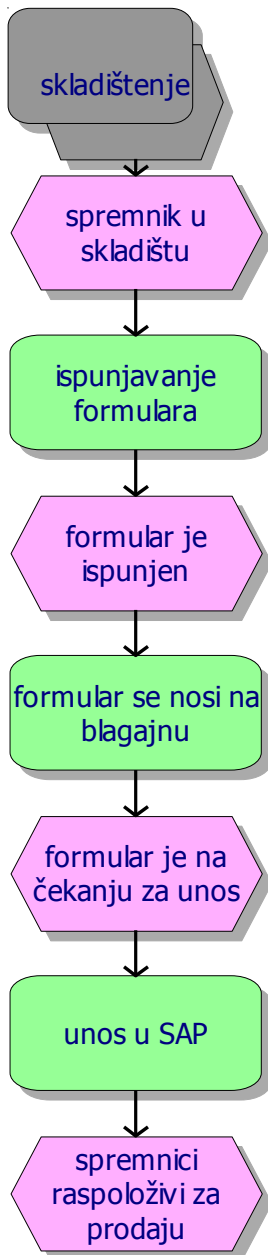 skladištenje
spremnik u
skladištu
ispunjavanje
formulara
formular je
ispunjen
formular se nosi na
blagajnu
formular je na
čekanju za unos
unos u SAP
spremnici
raspoloživi za
prodaju